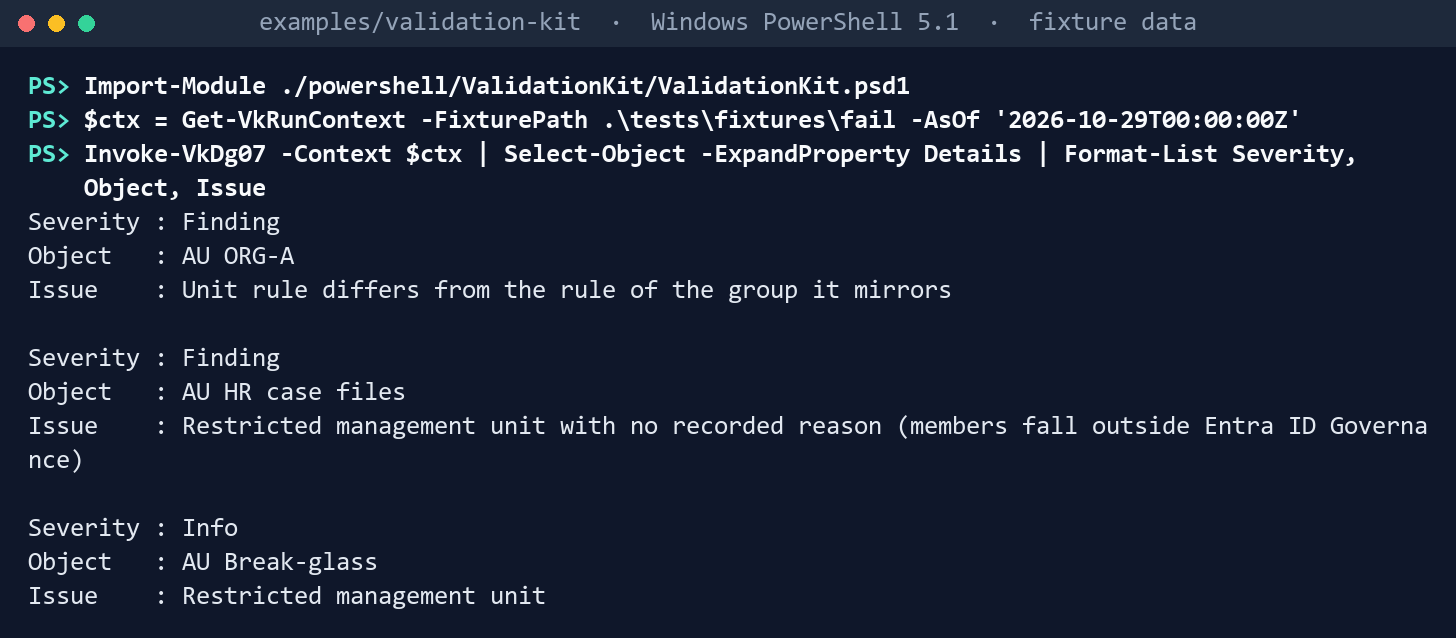 examples/validation-kit · Windows PowerShell 5.1 · fixture data
PS> Import-Module ./powershell/ValidationKit/ValidationKit.psd1
PS> $ctx = Get-VkRunContext -FixturePath .\tests\fixtures\fail -AsOf '2026-10-29T00:00:00Z'
PS> Invoke-VkDg07 -Context $ctx | Select-Object -ExpandProperty Details | Format-List Severity,
    Object, Issue
Severity : Finding
Object   : AU ORG-A
Issue    : Unit rule differs from the rule of the group it mirrors

Severity : Finding
Object   : AU HR case files
Issue    : Restricted management unit with no recorded reason (members fall outside Entra ID Governa
nce)

Severity : Info
Object   : AU Break-glass
Issue    : Restricted management unit